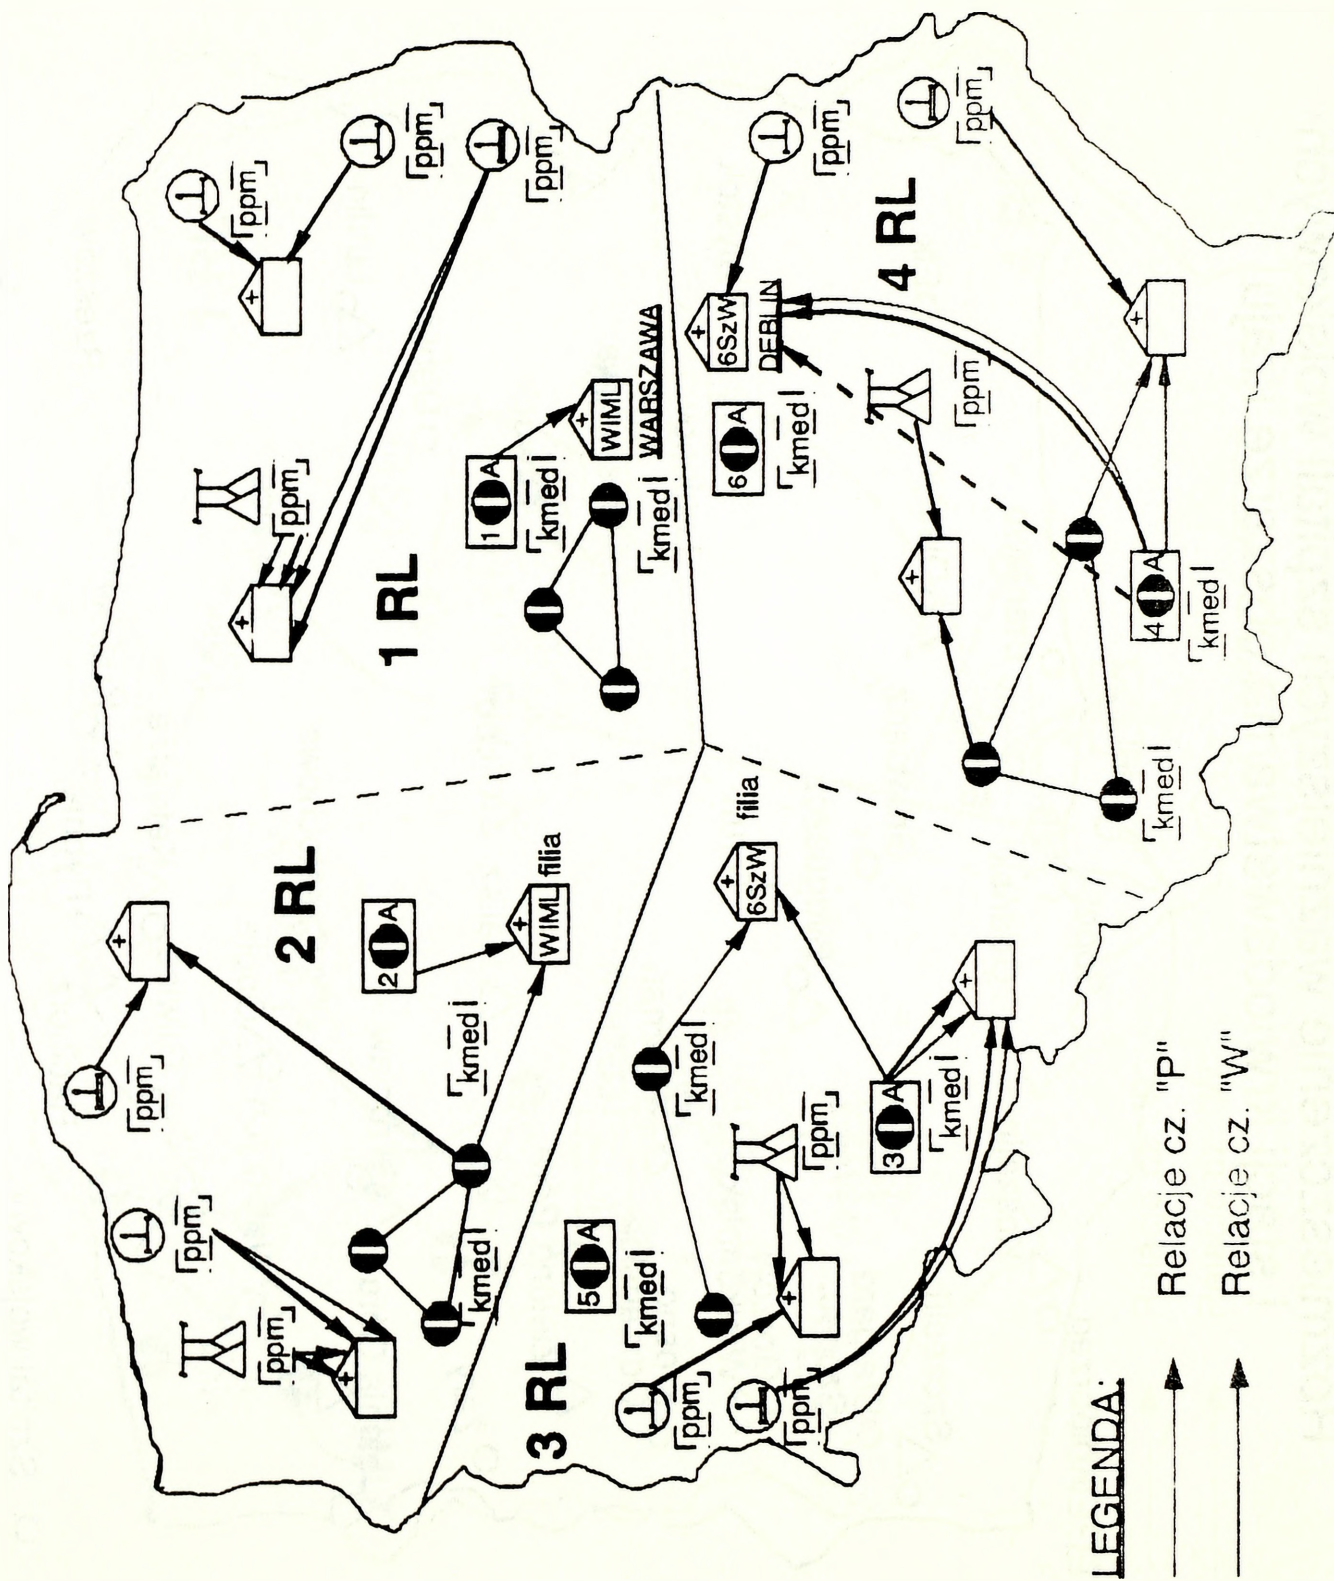 ppm
ppm
ppm
ppm
ppm
2 RL
1 RL
2 A
ppm
kmed
kmed
1 A
kmed
WIML filia
ppm
3 RL
5 A
kmed
WIML
WARSZAWA
kmed
kmed
ppm
6SzW
DEBLIN
6 A
filia
6SzW
ppm
kmed
ppm
ppm
3 A
4 RL
kmed
ppm
ppm
LEGENDA:
4 A
kmed
Relacje cz. "P"
kmed
Relacje cz. "W"